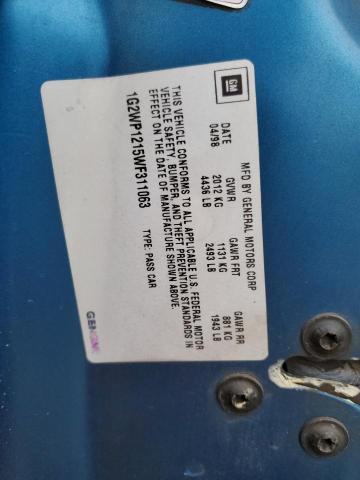 GM
MFG BY GENERAL MOTORS CORP
DATE GVWR GAWR FRT GAWR RR
04/98 2012 KG 1131 KG 881 KG
4436 LB 2493 LB 1943 LB
THIS VEHICLE CONFORMS TO ALL APPLICABLE U.S. FEDERAL MOTOR
VEHICLE SAFETY, BUMPER, AND THEFT PREVENTION STANDARDS IN
EFFECT ON THE DATE OF MANUFACTURE SHOWN ABOVE.
1G2WP1215WF311063 TYPE: PASS CAR